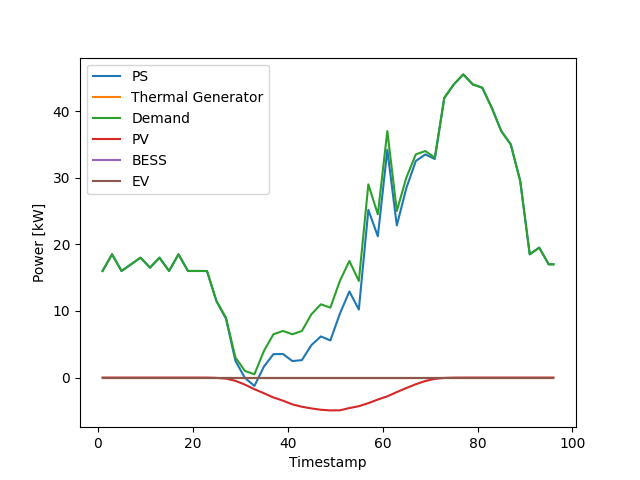 PS
Thermal Generator
Demand
PV
BESS
EV
Power [kW]
40
30
20
10
0
0 20 40 60 80 100
Timestamp